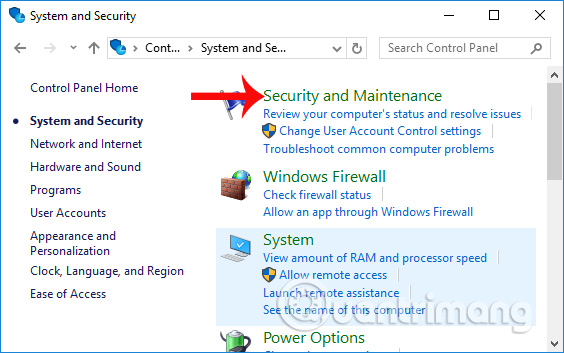 System and Security
Cont...
System and Se...
Search Control Panel
Control Panel Home
System and Security
Network and Internet
Hardware and Sound
Programs
User Accounts
Appearance and
Personalization
Clock, Language, and Region
Ease of Access
Security and Maintenance
Review your computer's status and resolve issues
Change User Account Control settings
Troubleshoot common computer problems
Windows Firewall
Check firewall status
Allow an app through Windows Firewall
System
View amount of RAM and processor speed
Allow remote access
Launch remote assistance
See the name of this computer
Power Options
uantrimang